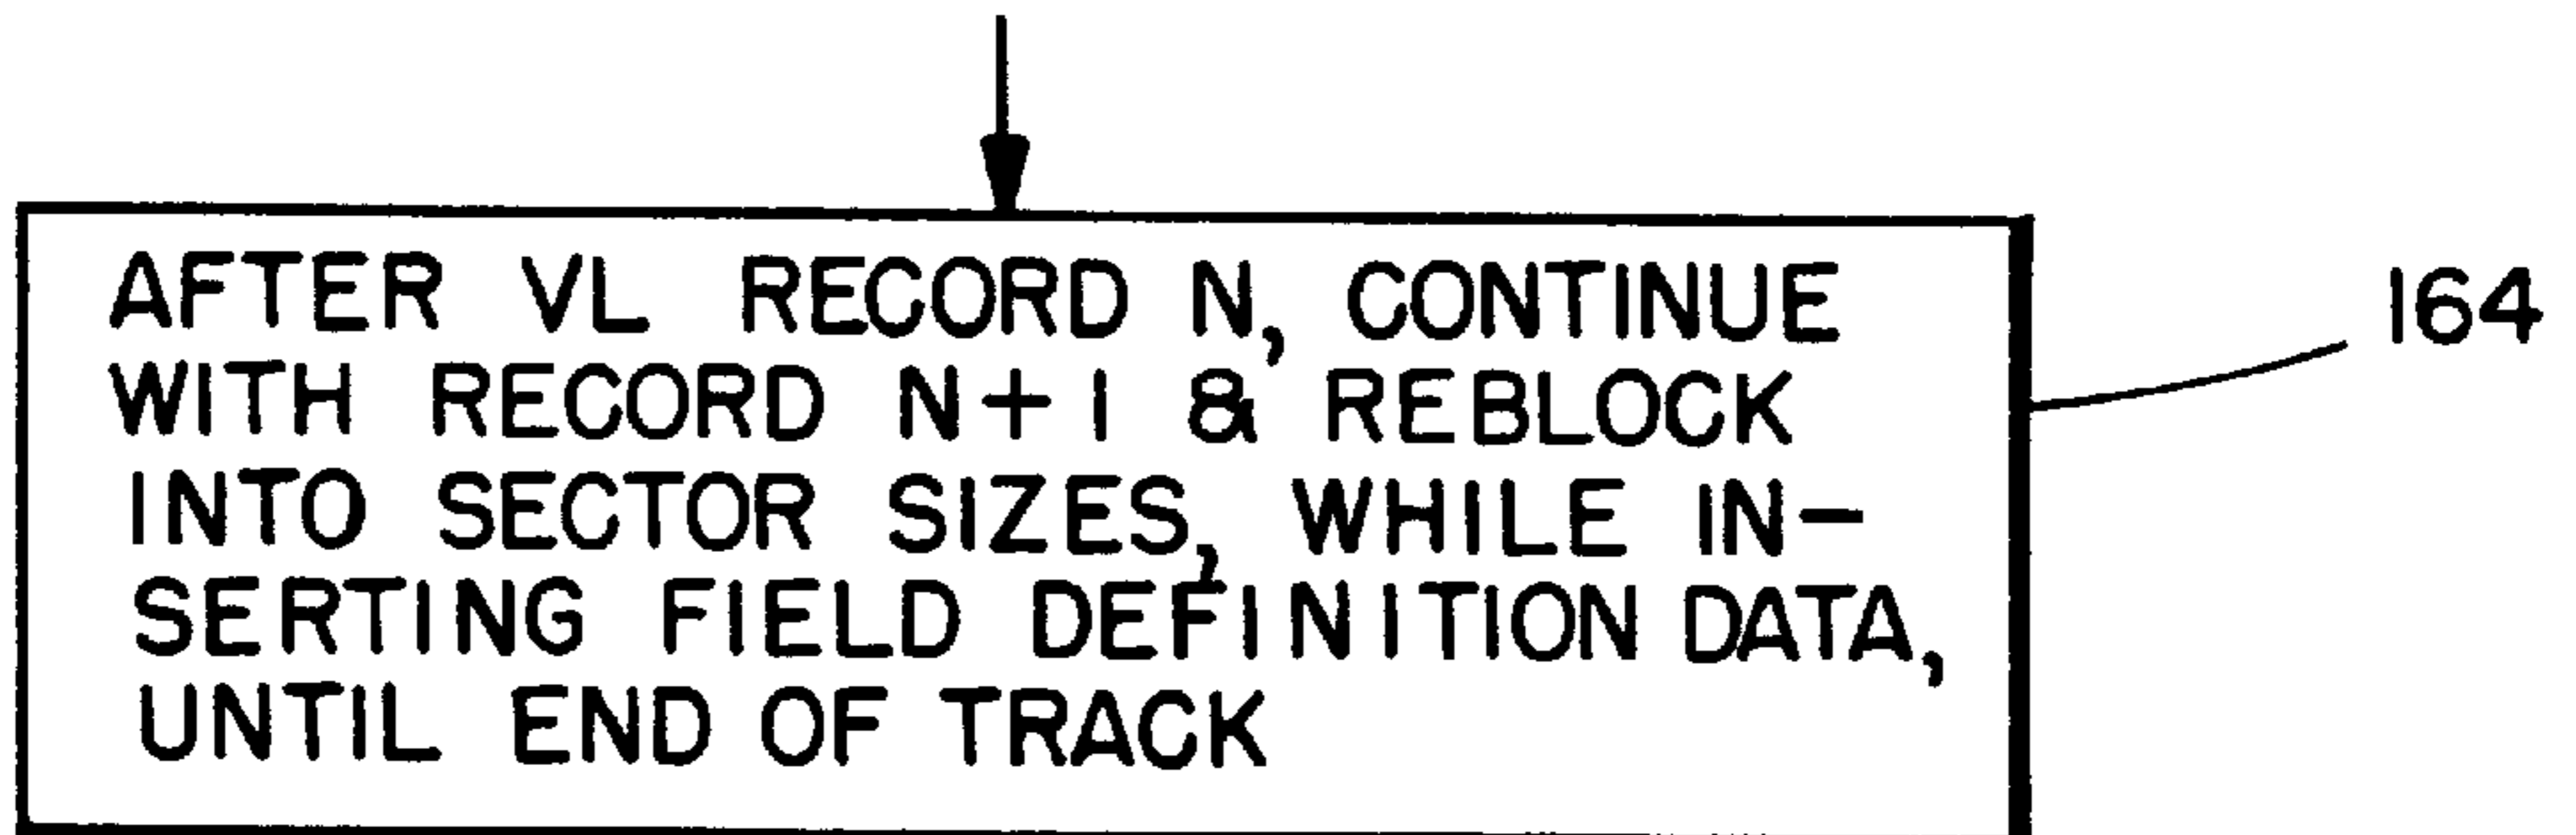 AFTER VL RECORD N, CONTINUE
WITH RECORD N+1 & REBLOCK
INTO SECTOR SIZES, WHILE IN-
SERTING FIELD DEFINITION DATA,
UNTIL END OF TRACK
164